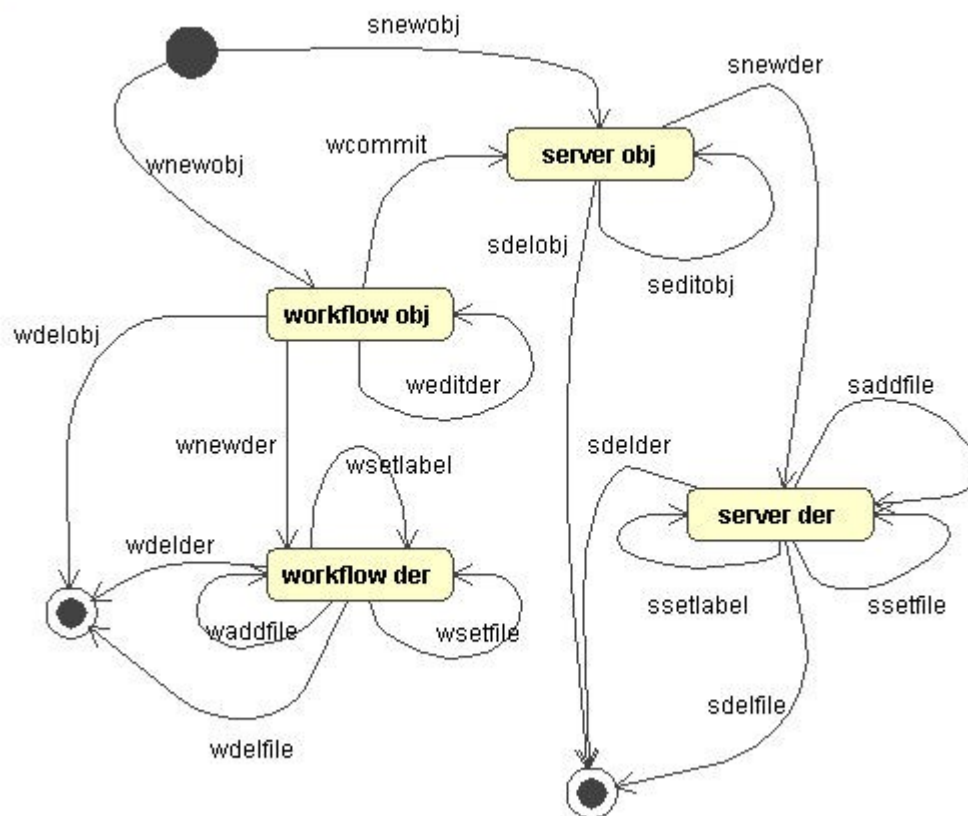 snewobj
snewder
wcommit
server obj
wnewobj
sdelobj
seditobj
workflow obj
wdelobj
weditder
saddfile
wnewder
wsetlabel
sdelder
server der
wdelder
workflow der
ssetlabel
ssetfile
waddfile
wsetfile
sdelfile
wdelfile